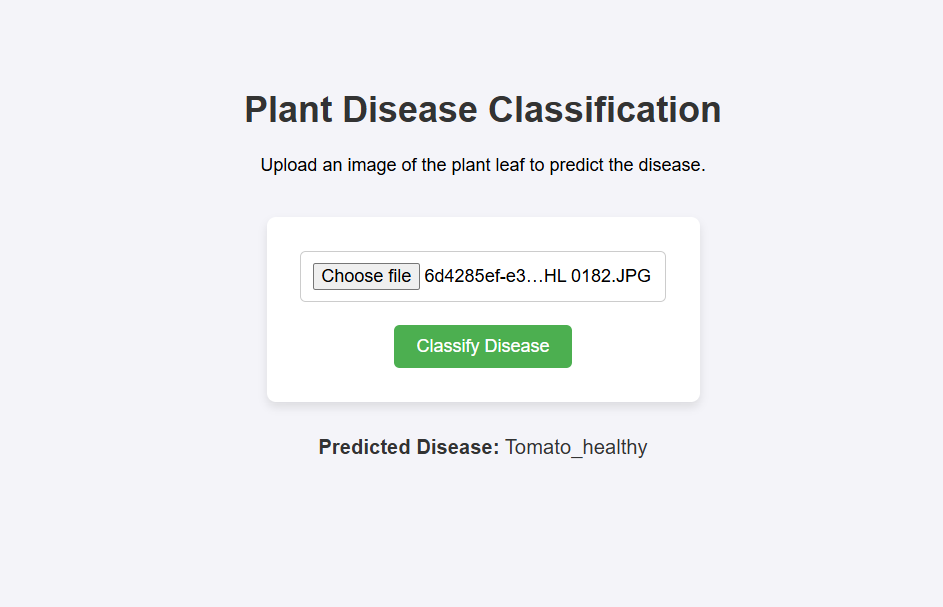 Plant Disease Classification
Upload an image of the plant leaf to predict the disease.
Choose file 6d4285ef-e3…HL 0182.JPG
Classify Disease
Predicted Disease: Tomato_healthy